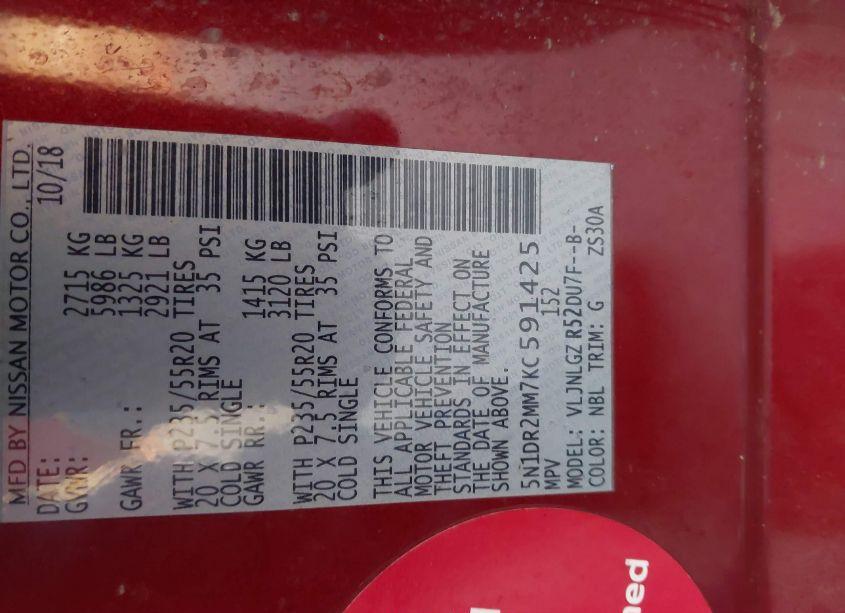 MFD BY NISSAN MOTOR CO., LTD.
DATE: 10/18
GVWR: 2715 KG
5986 LB
GAWR FR.: 1325 KG
2921 LB
WITH P235/55R20 TIRES
20 X 7.5 RIMS AT 35 PSI
COLD SINGLE
GAWR RR.: 1415 KG
3120 LB
WITH P235/55R20 TIRES
20 X 7.5 RIMS AT 35 PSI
COLD SINGLE
THIS VEHICLE CONFORMS TO
ALL APPLICABLE FEDERAL
MOTOR VEHICLE SAFETY AND
THEFT PREVENTION
STANDARDS IN EFFECT ON
THE DATE OF MANUFACTURE
SHOWN ABOVE.
5N1DR2MM7KC591425
MPV 152
MODEL: VLJNLGZ R52DU7F--B-
COLOR: NBL TRIM: G ZS30A